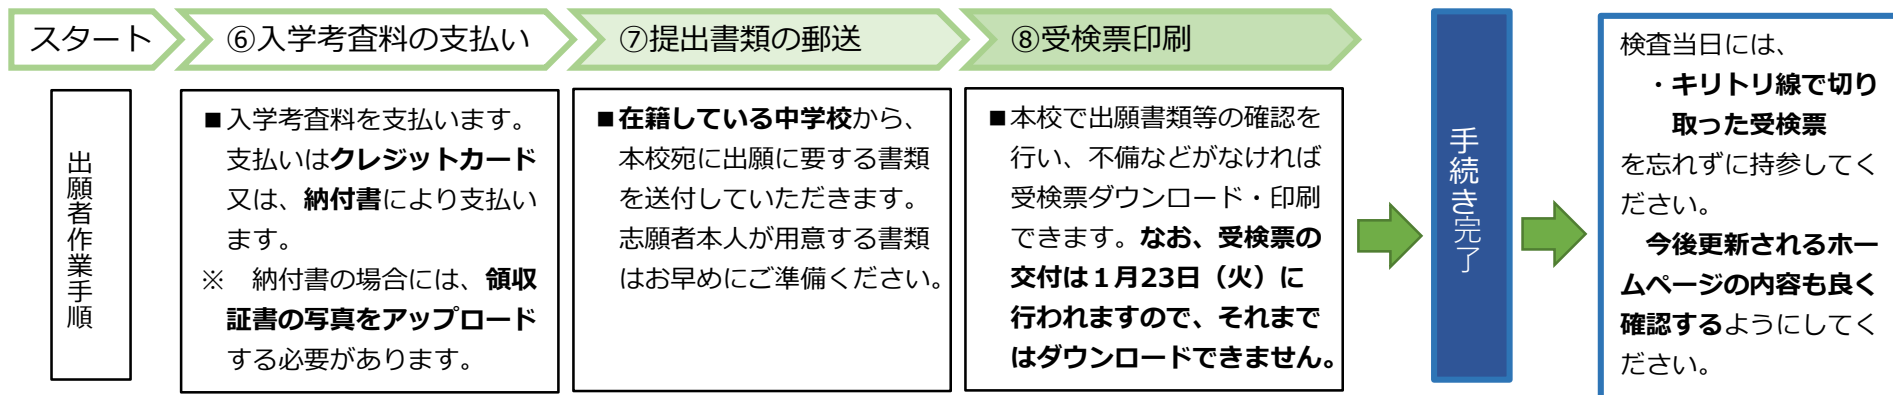 スタート
⑥入学考査料の支払い
⑦提出書類の郵送
⑧受検票印刷
出願者作業手順
■入学考査料を支払います。
支払いはクレジットカード
又は、納付書により支払い
ます。
※　納付書の場合には、領収
証書の写真をアップロード
する必要があります。
■在籍している中学校から、
本校宛に出願に要する書類
を送付していただきます。
志願者本人が用意する書類
はお早めにご準備ください。
■本校で出願書類等の確認を
行い、不備などがなければ
受検票ダウンロード・印刷
できます。なお、受検票の
交付は１月23日（火）に
行われますので、それまで
はダウンロードできません。
手続き完了
検査当日には、
・キリトリ線で切り
取った受検票
を忘れずに持参してく
ださい。
今後更新されるホー
ムページの内容も良く
確認するようにしてく
ださい。